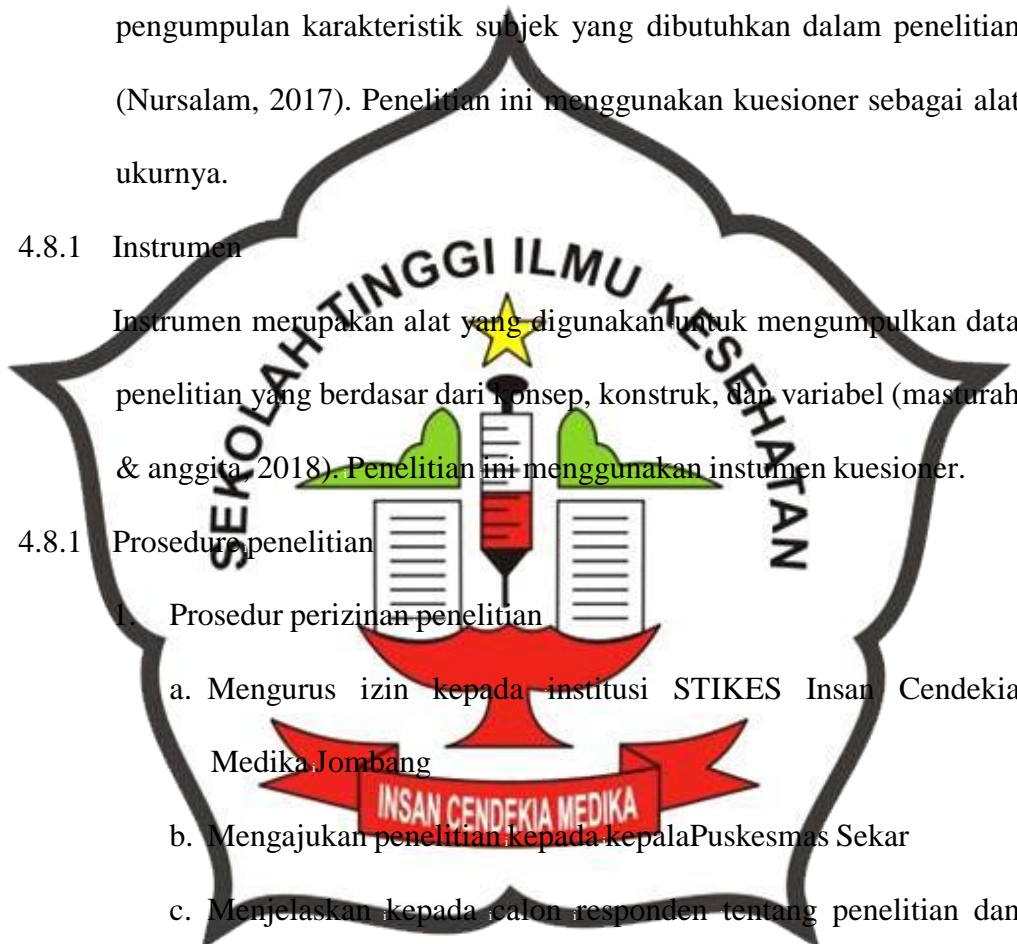 pengumpulan karakteristik subjek yang dibutuhkan dalam penelitian
(Nursalam, 2017). Penelitian ini menggunakan kuesioner sebagai alat
ukurnya.
4.8.1 Instrumen
SEKOLAH TINGGI ILMU KESEHATAN
Instrumen merupakan alat yang digunakan untuk mengumpulkan data
penelitian yang berdasar dari konsep, konstruk, dan variabel (masturah
& anggita, 2018). Penelitian ini menggunakan instumen kuesioner.
4.8.1 Prosedure penelitian
1. Prosedur perizinan penelitian
a. Mengurus izin kepada institusi STIKES Insan Cendekia
Medika Jombang
INSAN CENDEKIA MEDIKA
b. Mengajukan penelitian kepada kepalaPuskesmas Sekar
c. Menjelaskan kepada calon responden tentang penelitian dan